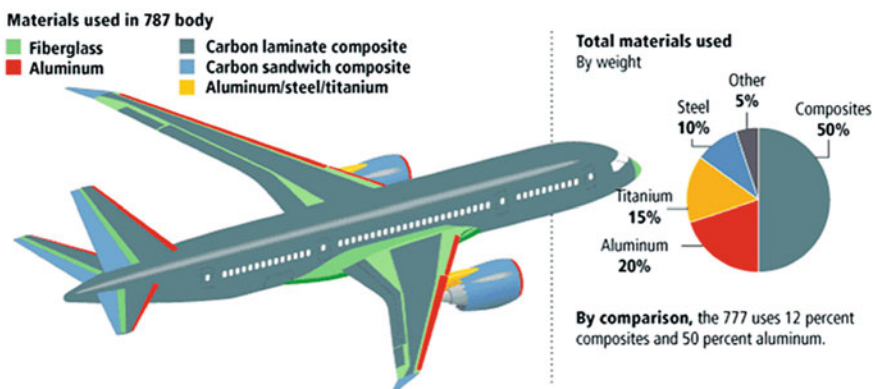 Materials used in 787 body
Fiberglass
Aluminum
Carbon laminate composite
Carbon sandwich composite
Aluminum/steel/titanium
Total materials used
By weight
Other
5%
Steel
10%
Composites
50%
Titanium
15%
Aluminum
20%
By comparison, the 777 uses 12 percent
composites and 50 percent aluminum.